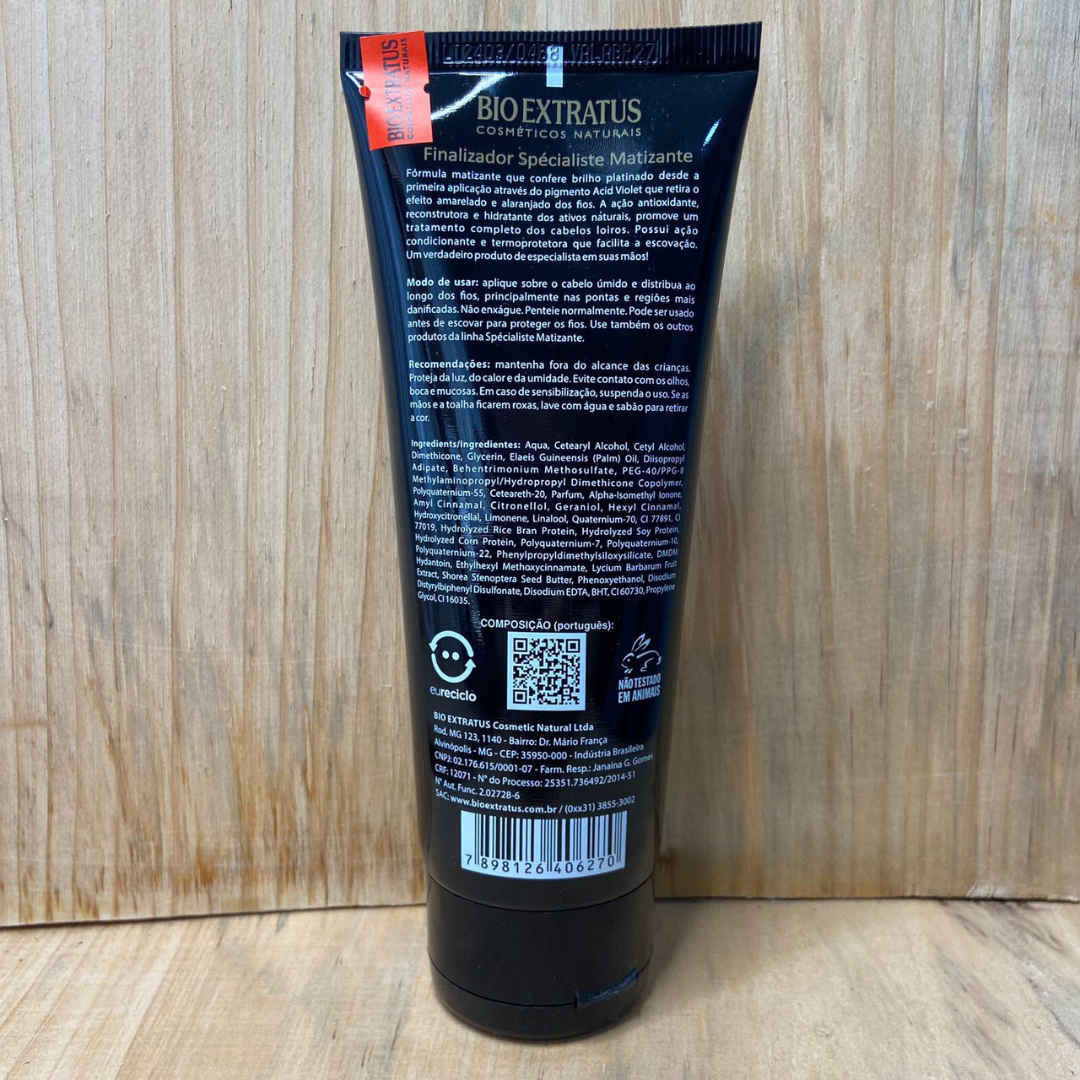 LT2403/0468 VAL.ABR27
BIO EXTRATUS
COSMÉTICOS NATURAIS
BIO EXTRATUS
COSMÉTICOS NATURAIS
Finalizador Spécialiste Matizante
Fórmula matizante que confere brilho platinado desde a
primeira aplicação através do pigmento Acid Violet que retira o
efeito amarelado e alaranjado dos fios. A ação antioxidante,
reconstrutora e hidratante dos ativos naturais, promove um
tratamento completo dos cabelos loiros. Possui ação
condicionante e termoprotetora que facilita a escovação.
Um verdadeiro produto de especialista em suas mãos!
Modo de usar: aplique sobre o cabelo úmido e distribua ao
longo dos fios, principalmente nas pontas e regiões mais
danificadas. Não enxágue. Penteie normalmente. Pode ser usado
antes de escovar para proteger os fios. Use também os outros
produtos da linha Spécialiste Matizante.
Recomendações: mantenha fora do alcance das crianças.
Proteja da luz, do calor e da umidade. Evite contato com os olhos,
boca e mucosas. Em caso de sensibilização, suspenda o uso. Se as
mãos e a toalha ficarem roxas, lave com água e sabão para retirar
a cor.
Ingredients/Ingredientes: Aqua, Cetearyl Alcohol, Cetyl Alcohol,
Dimethicone, Glycerin, Elaeis Guineensis (Palm) Oil, Diisopropyl
Adipate, Behentrimonium Methosulfate, PEG-40/PPG-8
Methylaminopropyl/Hydropropyl Dimethicone Copolymer,
Polyquaternium-55, Ceteareth-20, Parfum, Alpha-Isomethyl Ionone,
Amyl Cinnamal, Citronellol, Geraniol, Hexyl Cinnamal,
Hydroxycitronellal, Limonene, Linalool, Quaternium-70, CI 77891, CI
77019, Hydrolyzed Rice Bran Protein, Hydrolyzed Soy Protein,
Hydrolyzed Corn Protein, Polyquaternium-7, Polyquaternium-10,
Polyquaternium-22, Phenylpropyldimethylsiloxysilicate, DMDM
Hydantoin, Ethylhexyl Methoxycinnamate, Lycium Barbarum Fruit
Extract, Shorea Stenoptera Seed Butter, Phenoxyethanol, Disodium
Distyrylbiphenyl Disulfonate, Disodium EDTA, BHT, CI 60730, Propylene
Glycol, CI 16035.
COMPOSIÇÃO (português):
eureciclo
NÃO TESTADO
EM ANIMAIS
BIO EXTRATUS Cosmetic Natural Ltda
Rod. MG 123, 1140 - Bairro: Dr. Mário França
Alvinópolis - MG - CEP: 35950-000 - Indústria Brasileira
CNPJ: 02.176.615/0001-07 - Farm. Resp.: Janaina G. Gomes
CRF: 12071 - N° do Processo: 25351.736492/2014-51
N° Aut. Func. 2.02728-6
SAC: www.bioextratus.com.br / (0xx31) 3855-3002
7 898126 406270